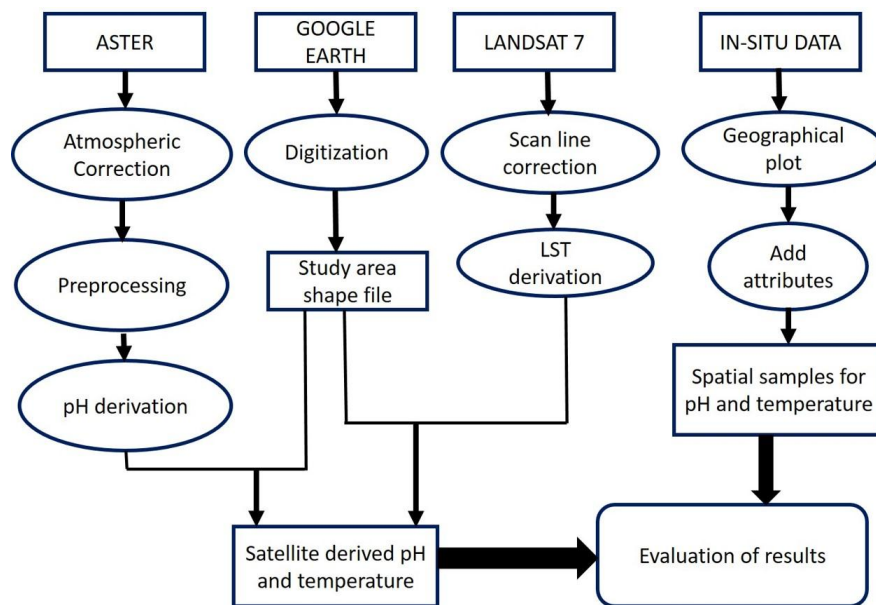 ASTER
GOOGLE
EARTH
LANDSAT 7
IN-SITU DATA
Atmospheric
Correction
Digitization
Scan line
correction
Geographical
plot
Preprocessing
Study area
shape file
LST
derivation
Add
attributes
pH derivation
Spatial samples for
pH and temperature
Satellite derived pH
and temperature
Evaluation of results